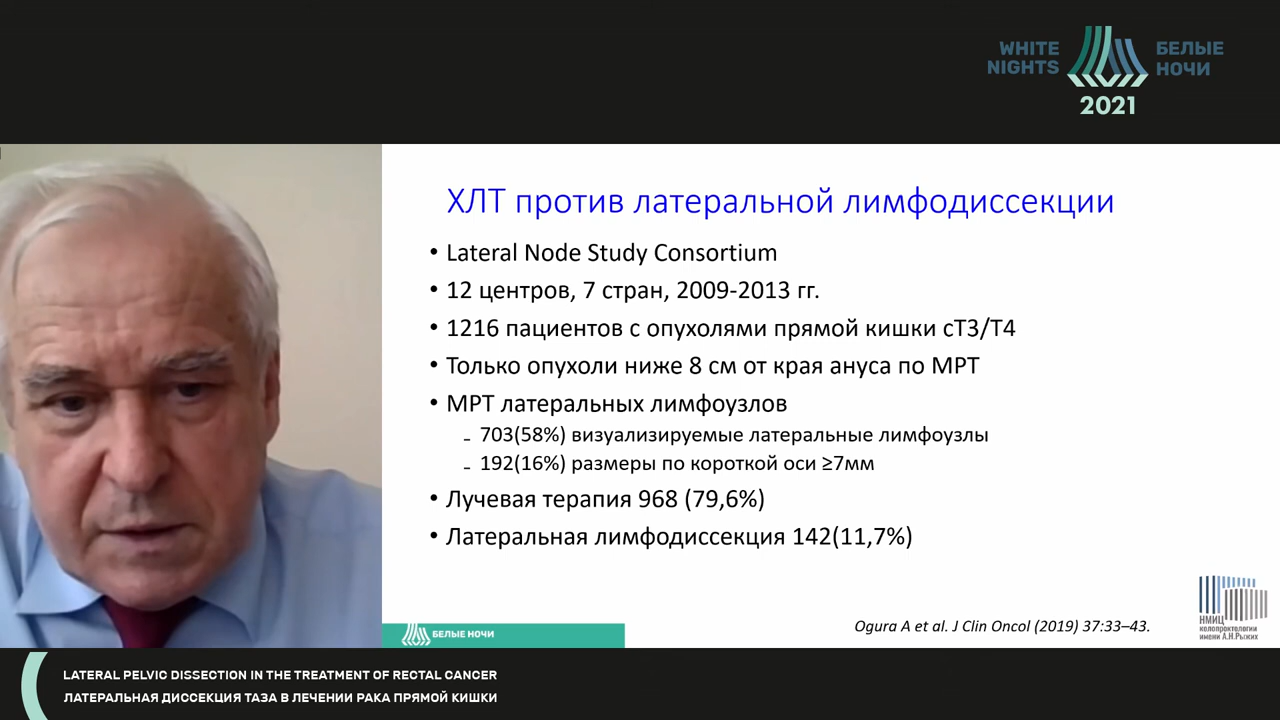 WHITE
NIGHTS
БЕЛЫЕ
НОЧИ
2021
ХЛТ против латеральной лимфодиссекции
• Lateral Node Study Consortium
• 12 центров, 7 стран, 2009-2013 гг.
• 1216 пациентов с опухолями прямой кишки сТ3/Т4
• Только опухоли ниже 8 см от края ануса по МРТ
• МРТ латеральных лимфоузлов
- 703(58%) визуализируемые латеральные лимфоузлы
- 192(16%) размеры по короткой оси ≥7мм
• Лучевая терапия 968 (79,6%)
• Латеральная лимфодиссекция 142(11,7%)
Ogura A et al. J Clin Oncol (2019) 37:33–43.
НМИЦ
колопроктологии
имени А.Н.Рыжих
БЕЛЫЕ НОЧИ
LATERAL PELVIC DISSECTION IN THE TREATMENT OF RECTAL CANCER
ЛАТЕРАЛЬНАЯ ДИССЕКЦИЯ ТАЗА В ЛЕЧЕНИИ РАКА ПРЯМОЙ КИШКИ